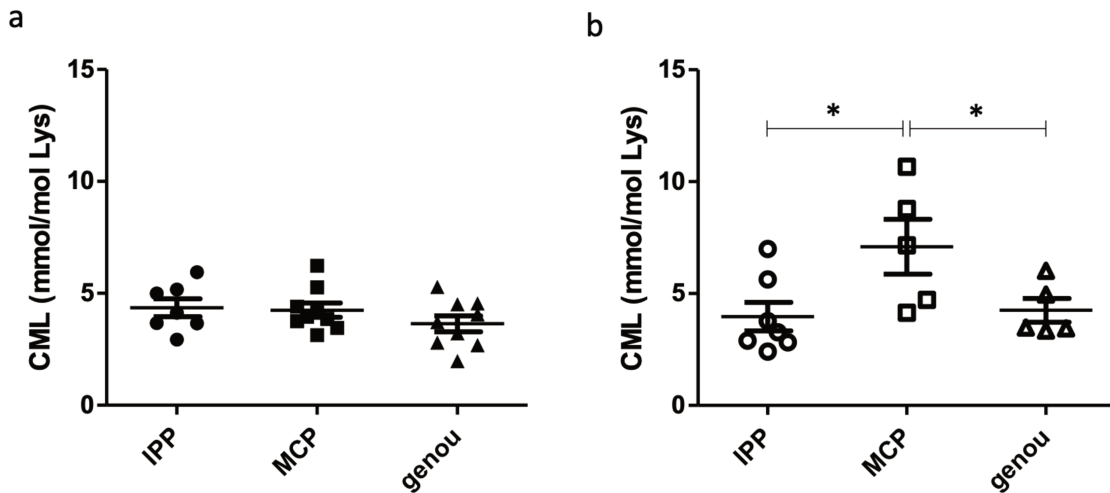 a
CML (mmol/mol Lys)
15
10
5
0
IPP
MCP
genou
b
CML (mmol/mol Lys)
15
10
5
0
*
*
IPP
MCP
genou